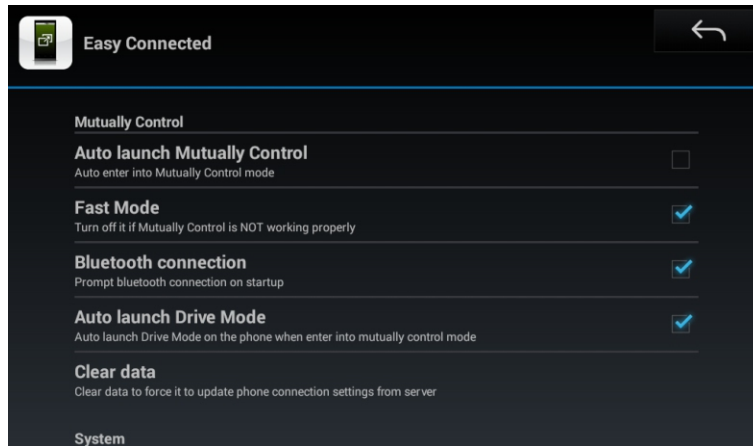 Easy Connected
Mutually Control
Auto launch Mutually Control
Auto enter into Mutually Control mode
Fast Mode
Turn off it if Mutually Control is NOT working properly
Bluetooth connection
Prompt bluetooth connection on startup
Auto launch Drive Mode
Auto launch Drive Mode on the phone when enter into mutually control mode
Clear data
Clear data to force it to update phone connection settings from server
System